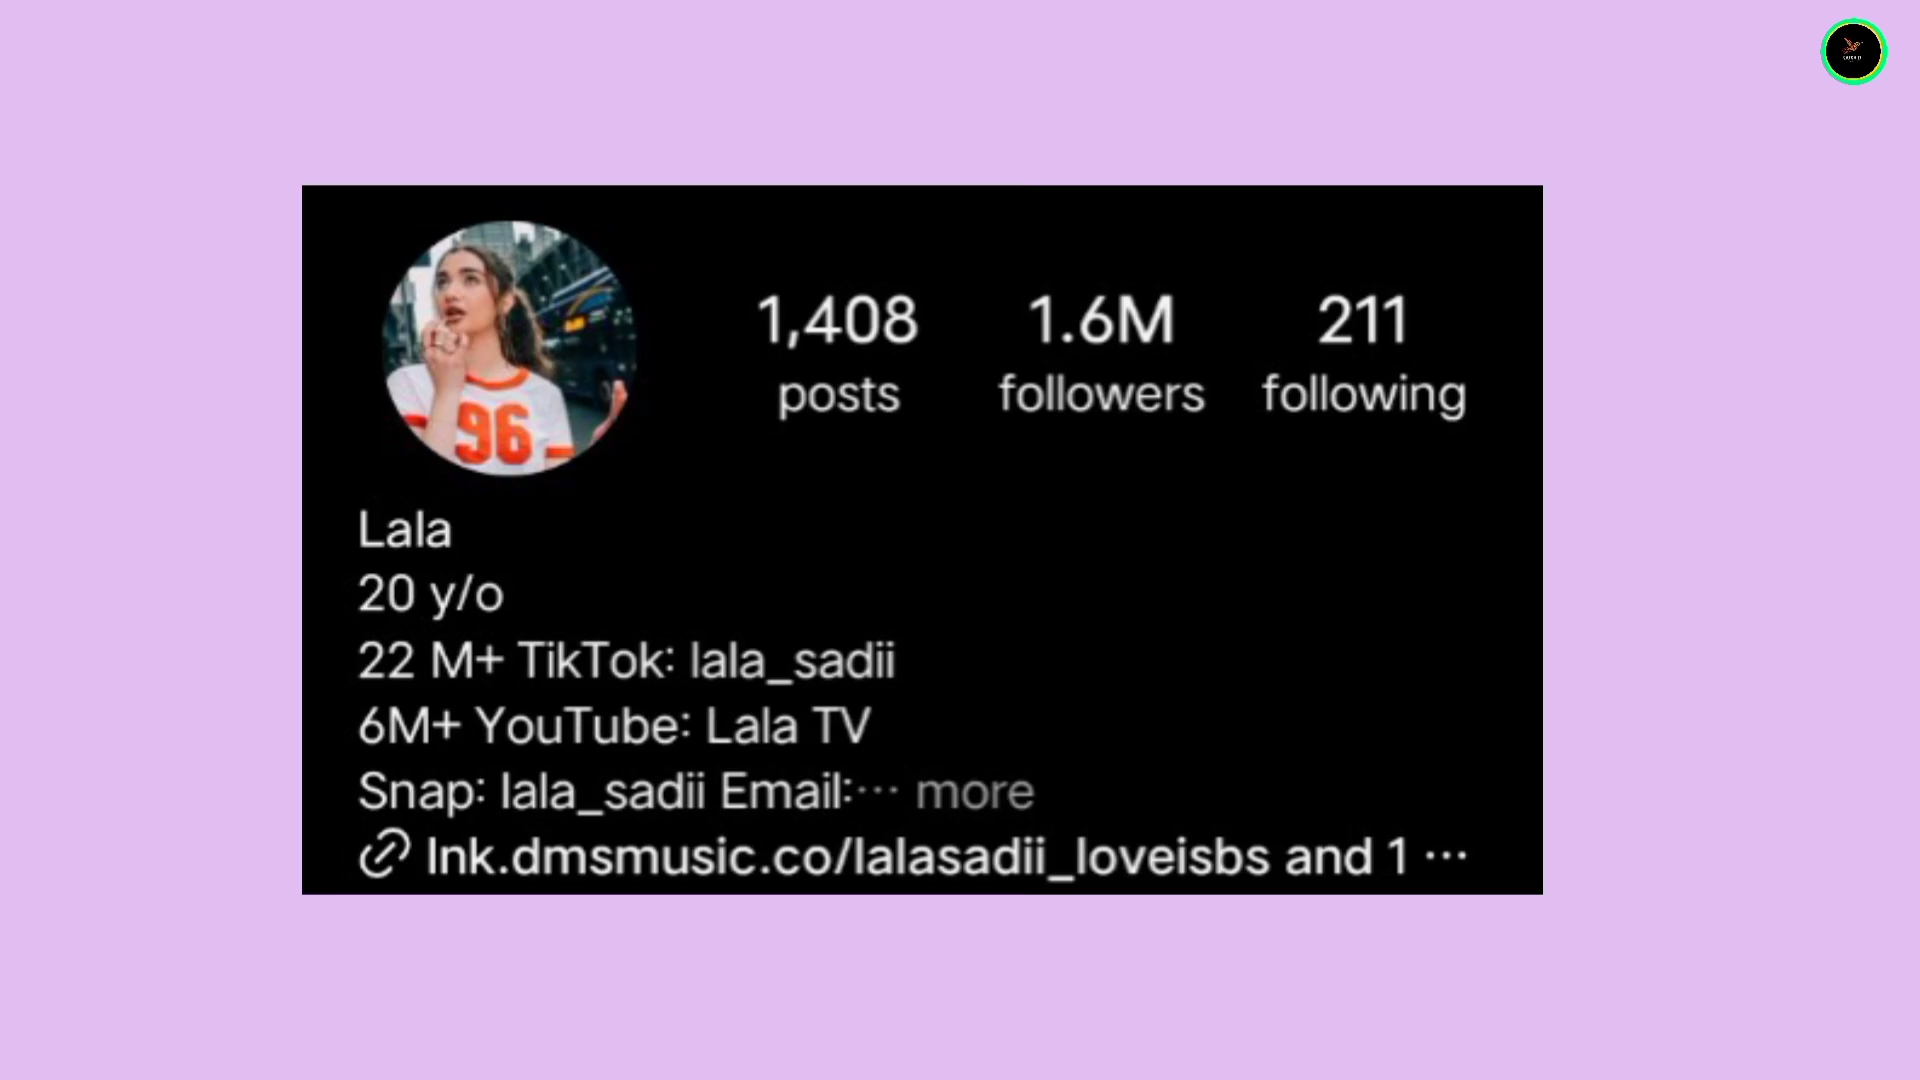 96
1,408 1.6M 211
posts followers following
Lala
20 y/o
22 M+ TikTok: lala_sadii
6M+ YouTube: Lala TV
Snap: lala_sadii Email:··· more
lnk.dmsmusic.co/lalasadii_loveisbs and 1 ···